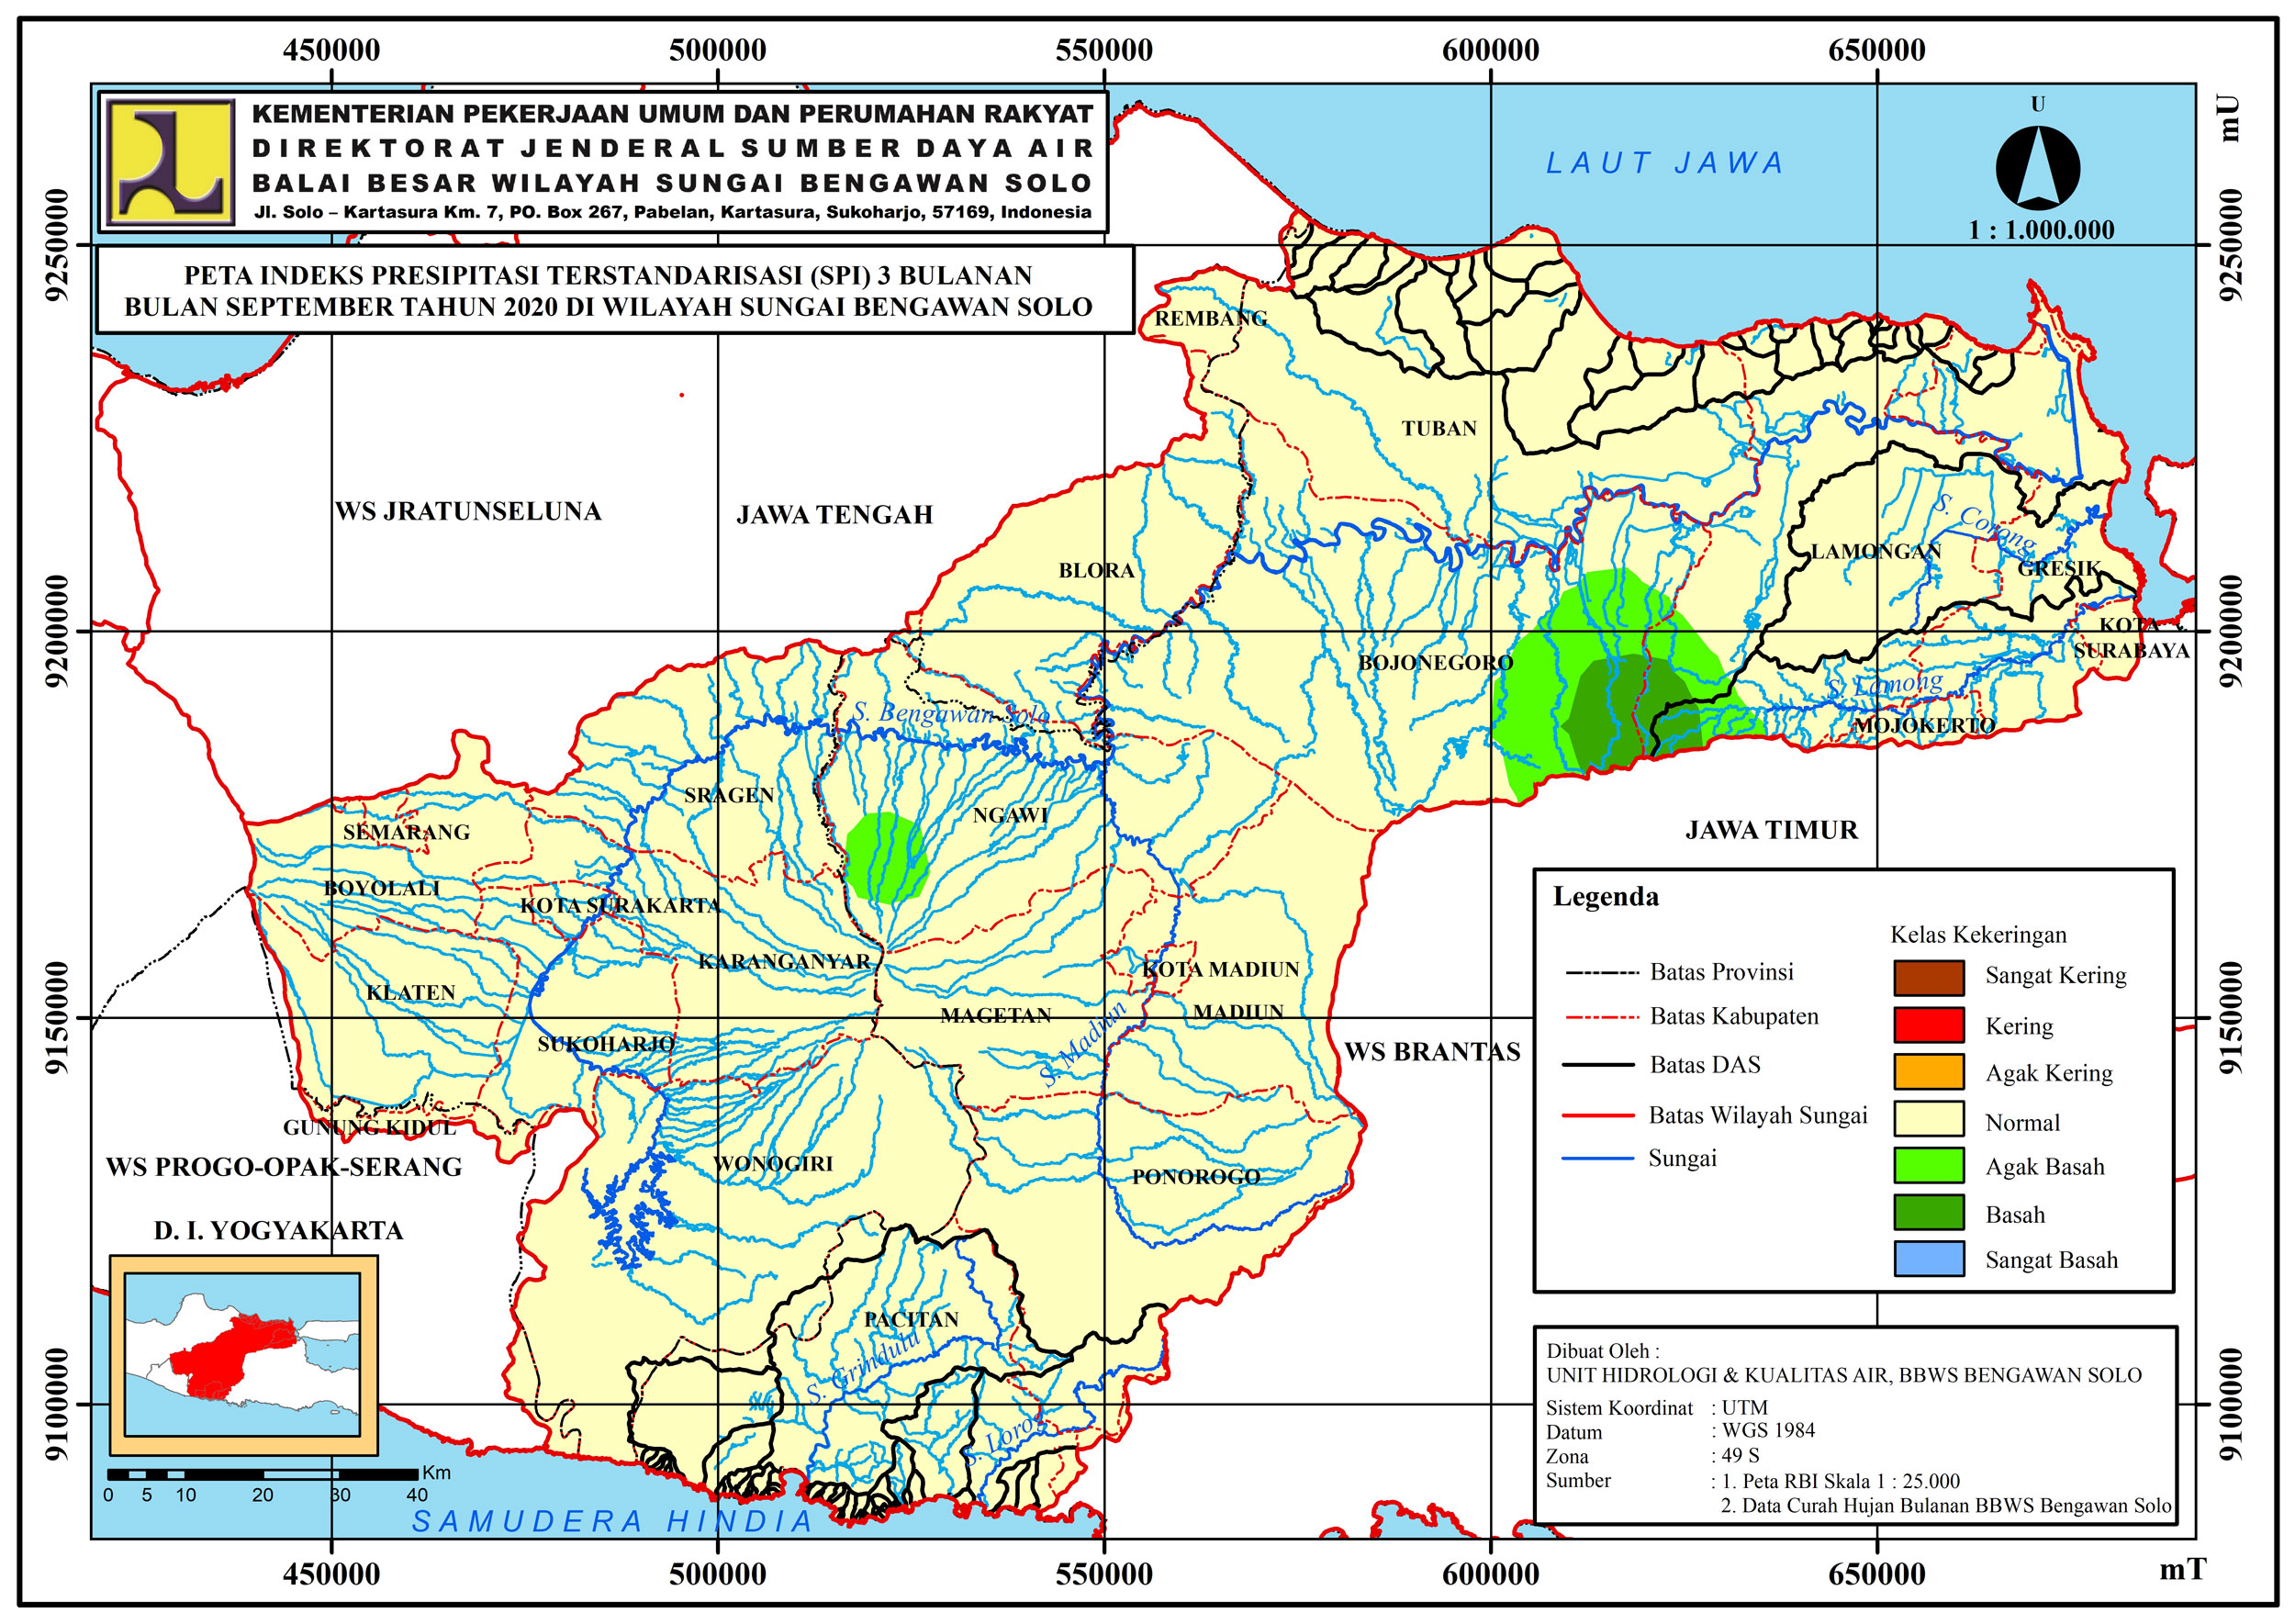 450000 500000 550000 600000 650000
mU
KEMENTERIAN PEKERJAAN UMUM DAN PERUMAHAN RAKYAT
DIREKTORAT JENDERAL SUMBER DAYA AIR
BALAI BESAR WILAYAH SUNGAI BENGAWAN SOLO
Jl. Solo – Kartasura Km. 7, PO. Box 267, Pabelan, Kartasura, Sukoharjo, 57169, Indonesia
PETA INDEKS PRESIPITASI TERSTANDARISASI (SPI) 3 BULANAN
BULAN SEPTEMBER TAHUN 2020 DI WILAYAH SUNGAI BENGAWAN SOLO
LAUT JAWA
U
1 : 1.000.000
9250000 9250000
REMBANG
TUBAN
WS JRATUNSELUNA
JAWA TENGAH
S. Corong
LAMONGAN
GRESIK
BLORA
9200000 9200000
KOTA
SURABAYA
BOJONEGORO
S. Lamong
MOJOKERTO
S. Bengawan Solo
SRAGEN
NGAWI
SEMARANG
JAWA TIMUR
BOYOLALI
KOTA SURAKARTA
KARANGANYAR
KOTA MADIUN
KLATEN
MAGETAN
MADIUN
S. Madiun
9150000 9150000
SUKOHARJO
WS BRANTAS
GUNUNG KIDUL
WS PROGO-OPAK-SERANG
WONOGIRI
PONOROGO
D. I. YOGYAKARTA
PACITAN
S. Grindulu
S. Lorog
9100000 9100000
Legenda
Batas Provinsi
Batas Kabupaten
Batas DAS
Batas Wilayah Sungai
Sungai
Kelas Kekeringan
Sangat Kering
Kering
Agak Kering
Normal
Agak Basah
Basah
Sangat Basah
Dibuat Oleh :
UNIT HIDROLOGI & KUALITAS AIR, BBWS BENGAWAN SOLO
Sistem Koordinat : UTM
Datum : WGS 1984
Zona : 49 S
Sumber : 1. Peta RBI Skala 1 : 25.000
2. Data Curah Hujan Bulanan BBWS Bengawan Solo
Km
0 5 10 20 30 40
SAMUDERA HINDIA
450000 500000 550000 600000 650000
mT